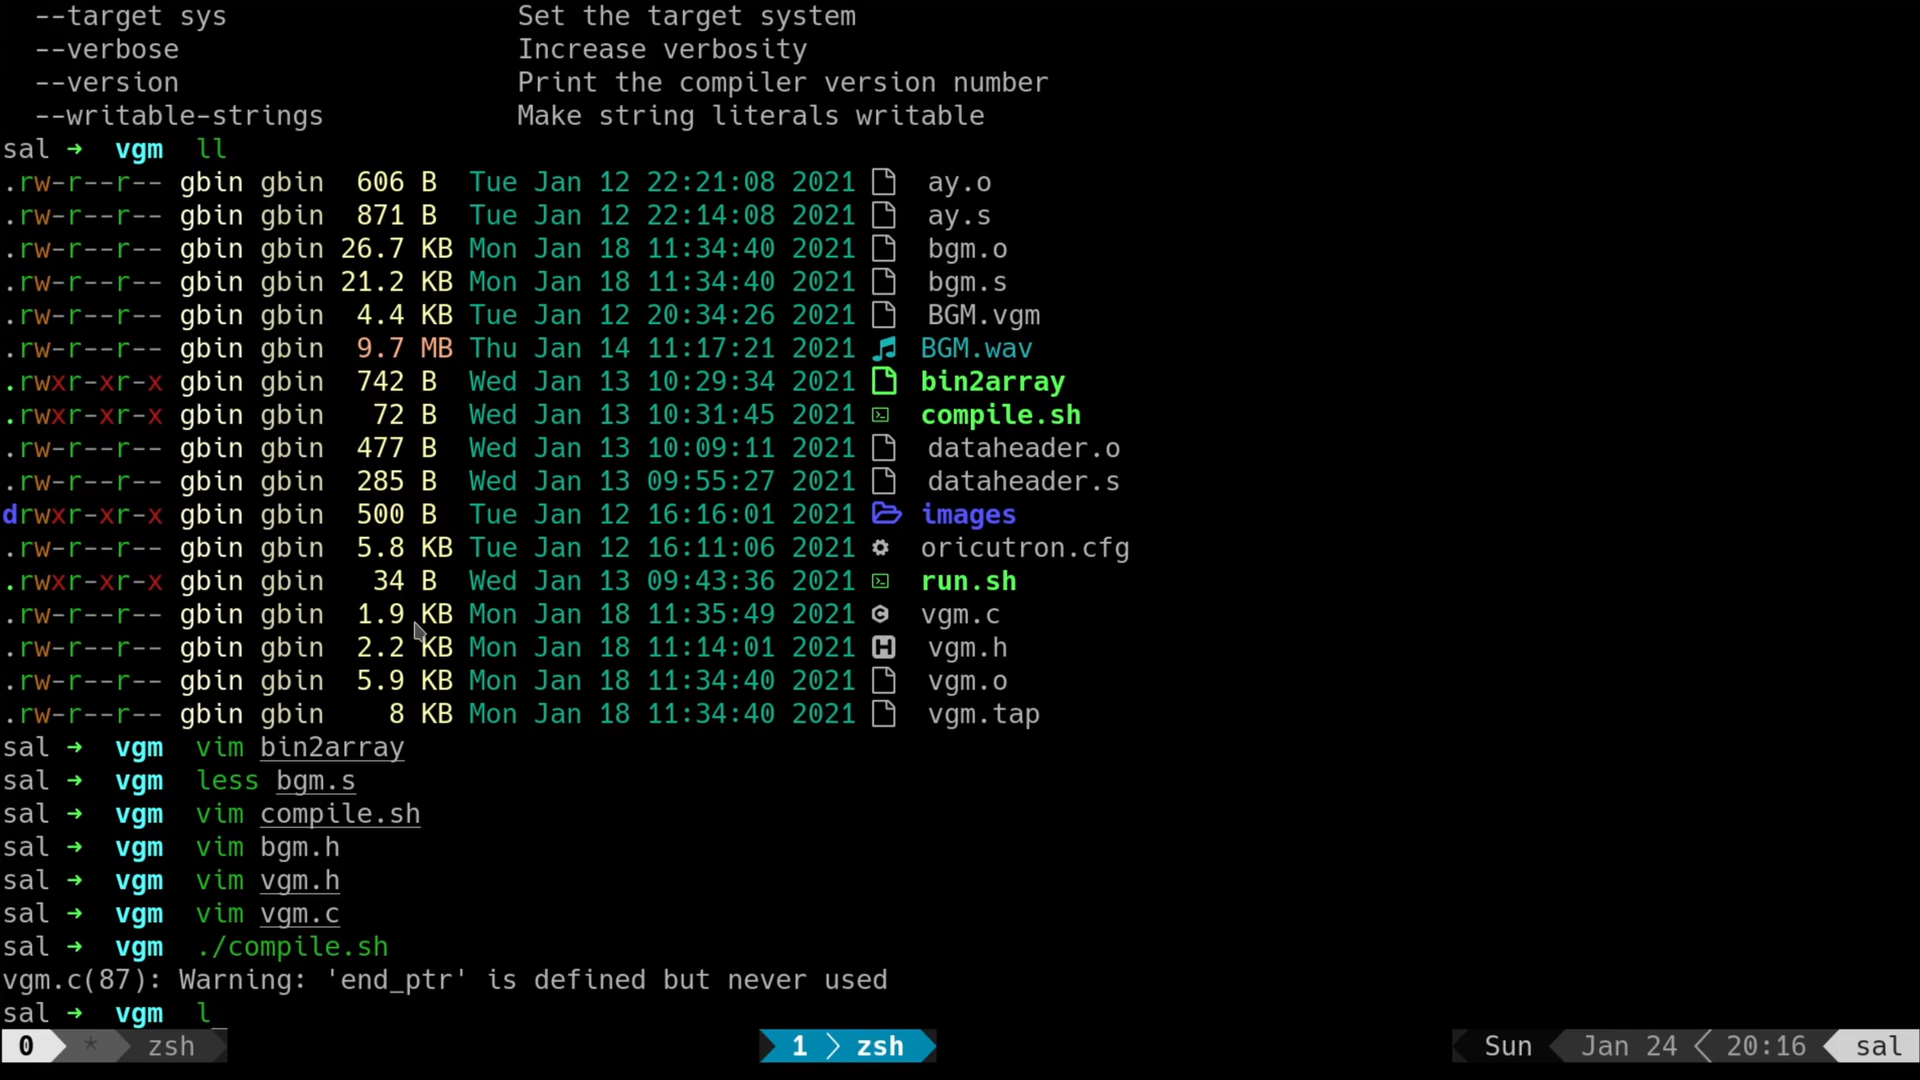 --target sys Set the target system
--verbose Increase verbosity
--version Print the compiler version number
--writable-strings Make string literals writable
sal ➜ vgm ll
.rw-r--r-- gbin gbin 606 B Tue Jan 12 22:21:08 2021 ay.o
.rw-r--r-- gbin gbin 871 B Tue Jan 12 22:14:08 2021 ay.s
.rw-r--r-- gbin gbin 26.7 KB Mon Jan 18 11:34:40 2021 bgm.o
.rw-r--r-- gbin gbin 21.2 KB Mon Jan 18 11:34:40 2021 bgm.s
.rw-r--r-- gbin gbin 4.4 KB Tue Jan 12 20:34:26 2021 BGM.vgm
.rw-r--r-- gbin gbin 9.7 MB Thu Jan 14 11:17:21 2021 BGM.wav
.rwxr-xr-x gbin gbin 742 B Wed Jan 13 10:29:34 2021 bin2array
.rwxr-xr-x gbin gbin 72 B Wed Jan 13 10:31:45 2021 compile.sh
.rw-r--r-- gbin gbin 477 B Wed Jan 13 10:09:11 2021 dataheader.o
.rw-r--r-- gbin gbin 285 B Wed Jan 13 09:55:27 2021 dataheader.s
drwxr-xr-x gbin gbin 500 B Tue Jan 12 16:16:01 2021 images
.rw-r--r-- gbin gbin 5.8 KB Tue Jan 12 16:11:06 2021 oricutron.cfg
.rwxr-xr-x gbin gbin 34 B Wed Jan 13 09:43:36 2021 run.sh
.rw-r--r-- gbin gbin 1.9 KB Mon Jan 18 11:35:49 2021 vgm.c
.rw-r--r-- gbin gbin 2.2 KB Mon Jan 18 11:14:01 2021 vgm.h
.rw-r--r-- gbin gbin 5.9 KB Mon Jan 18 11:34:40 2021 vgm.o
.rw-r--r-- gbin gbin 8 KB Mon Jan 18 11:34:40 2021 vgm.tap
sal ➜ vgm vim bin2array
sal ➜ vgm less bgm.s
sal ➜ vgm vim compile.sh
sal ➜ vgm vim bgm.h
sal ➜ vgm vim vgm.h
sal ➜ vgm vim vgm.c
sal ➜ vgm ./compile.sh
vgm.c(87): Warning: 'end_ptr' is defined but never used
sal ➜ vgm l_
0 * zsh 1 zsh Sun Jan 24 20:16 sal